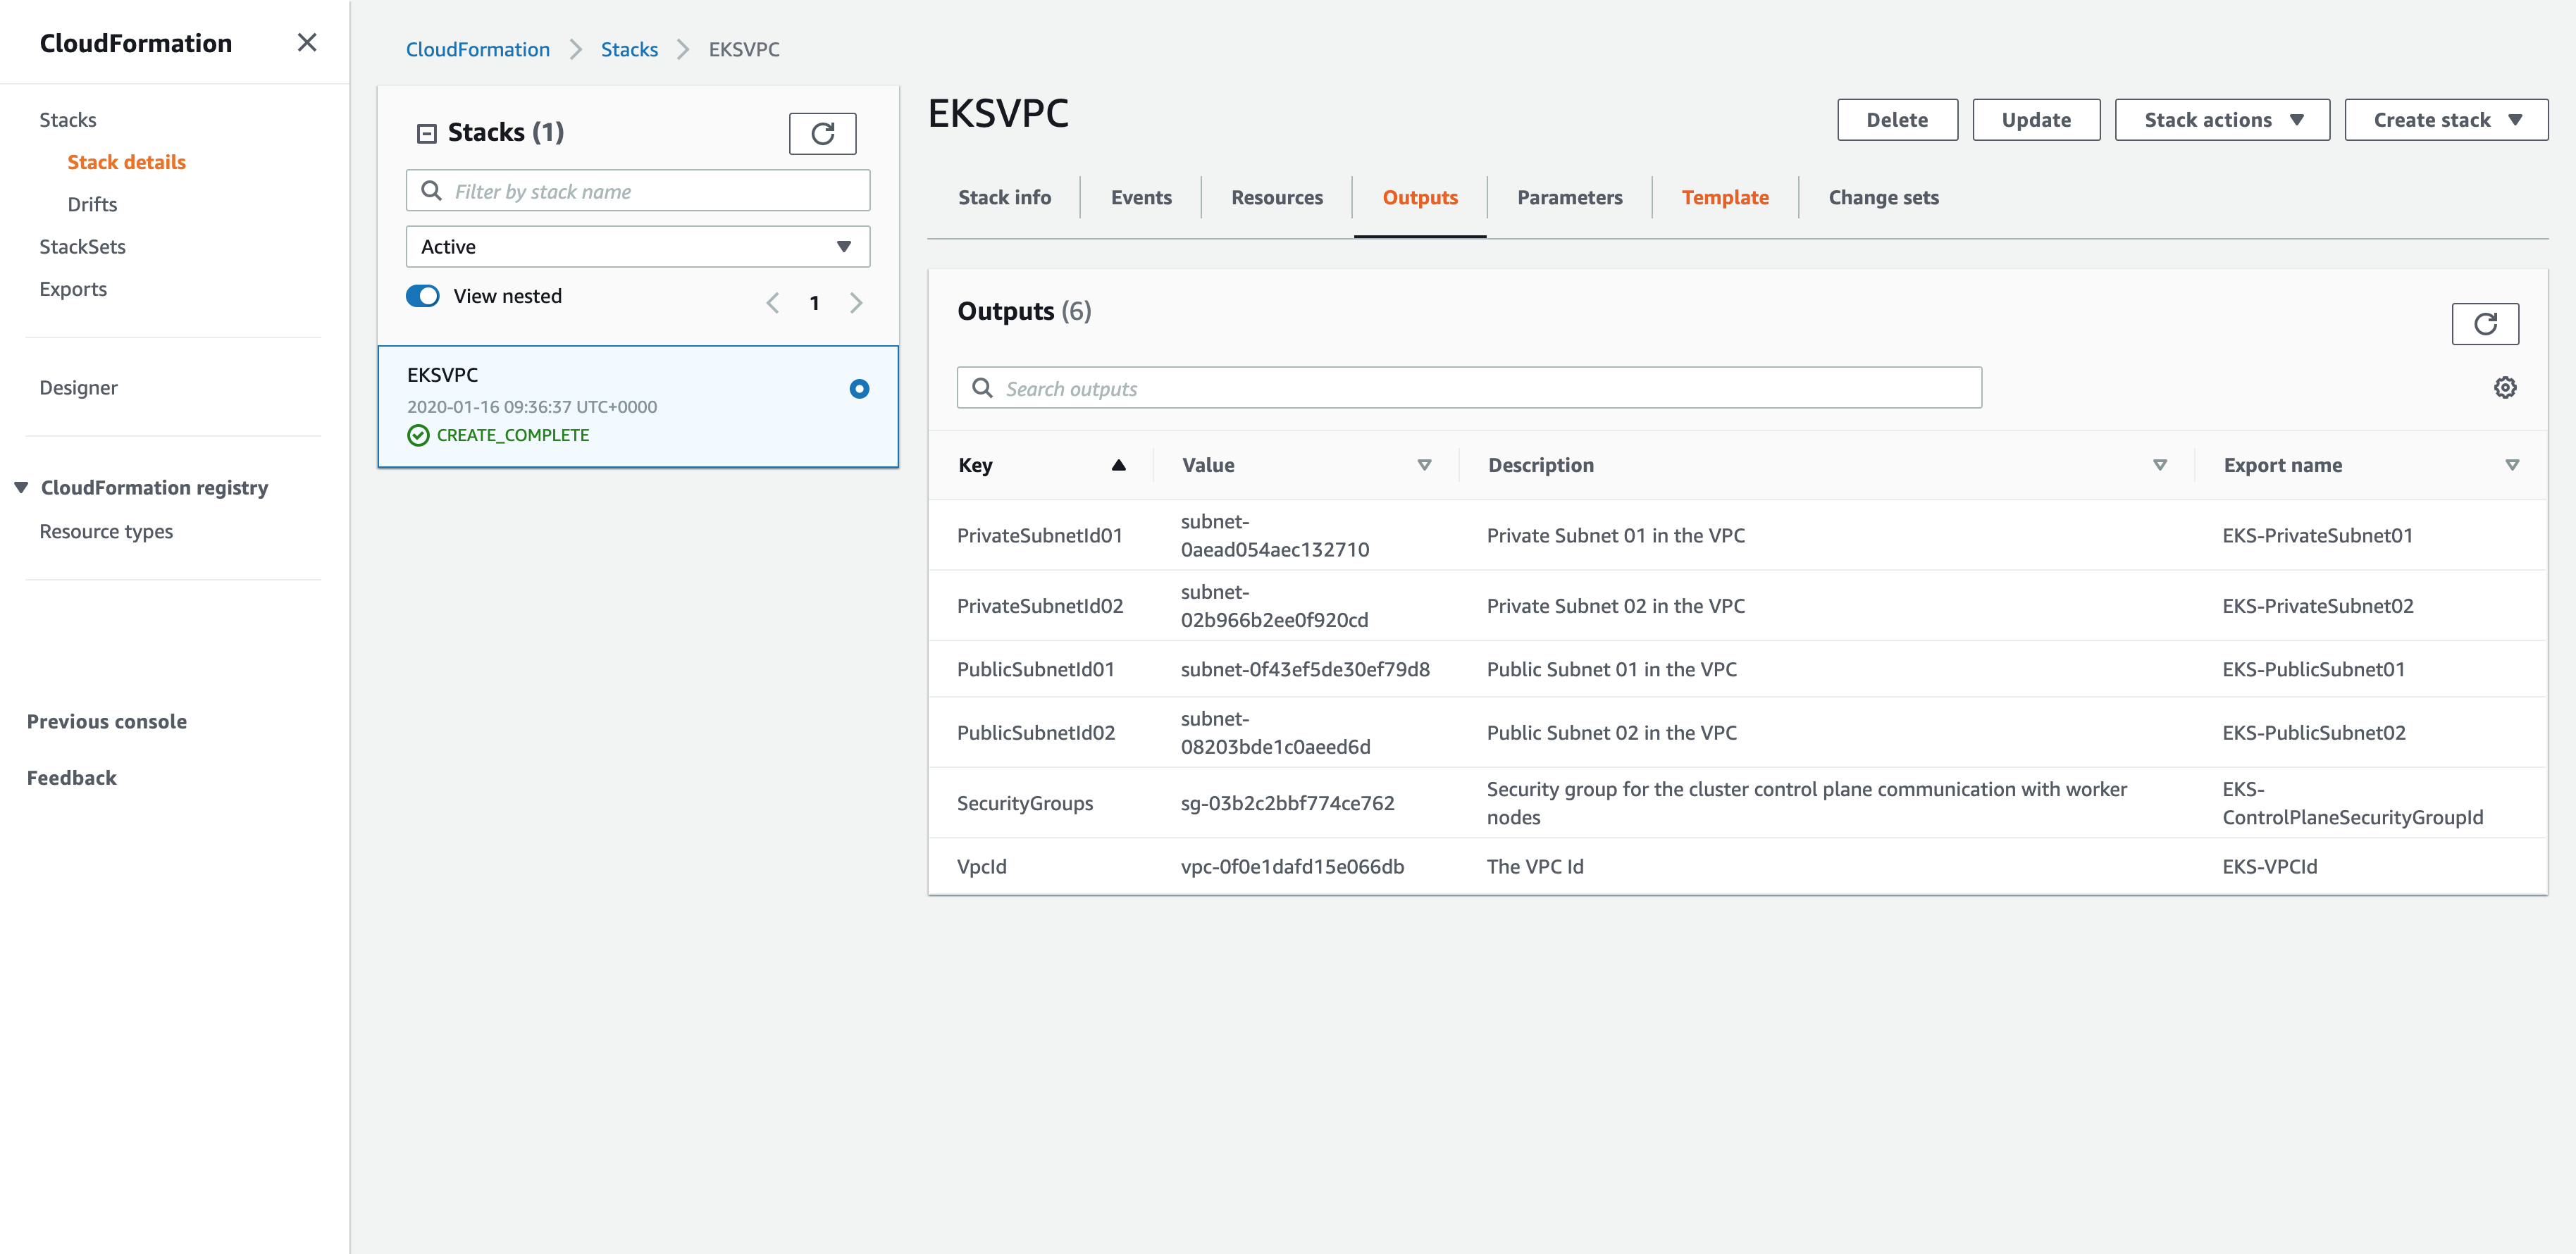 CloudFormation
Stacks
Stack details
Drifts
StackSets
Exports
Designer
CloudFormation registry
Resource types
Previous console
Feedback
CloudFormation
Stacks
EKSVPC
Stacks (1)
Filter by stack name
Active
View nested
1
EKSVPC
2020-01-16 09:36:37 UTC+0000
CREATE_COMPLETE
EKSVPC
Delete
Update
Stack actions
Create stack
Stack info
Events
Resources
Outputs
Parameters
Template
Change sets
Outputs (6)
Search outputs
Key
Value
Description
Export name
PrivateSubnetId01
subnet-
0aead054aec132710
Private Subnet 01 in the VPC
EKS-PrivateSubnet01
PrivateSubnetId02
subnet-
02b966b2ee0f920cd
Private Subnet 02 in the VPC
EKS-PrivateSubnet02
PublicSubnetId01
subnet-0f43ef5de30ef79d8
Public Subnet 01 in the VPC
EKS-PublicSubnet01
PublicSubnetId02
subnet-
08203bde1c0aeed6d
Public Subnet 02 in the VPC
EKS-PublicSubnet02
SecurityGroups
sg-03b2c2bbf774ce762
Security group for the cluster control plane communication with worker
nodes
EKS-
ControlPlaneSecurityGroupId
VpcId
vpc-0f0e1dafd15e066db
The VPC Id
EKS-VPCId